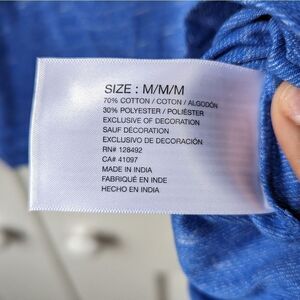 SIZE : M/M/M
70% COTTON / COTON / ALGODÓN
30% POLYESTER / POLIÉSTER
EXCLUSIVE OF DECORATION
SAUF DÉCORATION
EXCLUSIVO DE DECORACIÓN
RN# 128492
CA# 41097
MADE IN INDIA
FABRIQUÉ EN INDE
HECHO EN INDIA